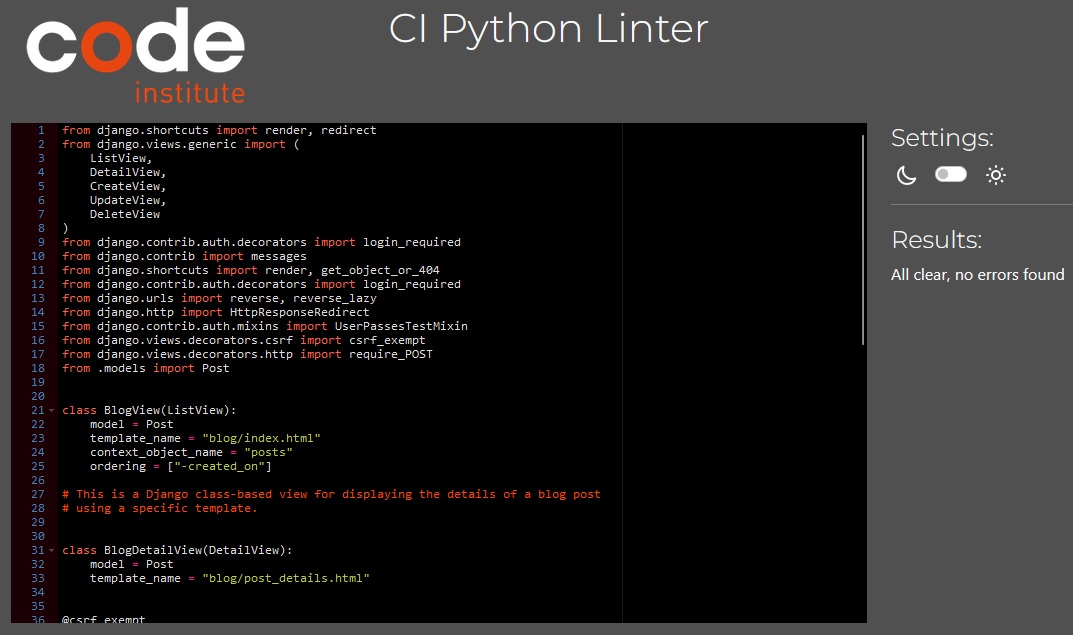 code
institute
CI Python Linter
1 from django.shortcuts import render, redirect
2 from django.views.generic import (
3     ListView,
4     DetailView,
5     CreateView,
6     UpdateView,
7     DeleteView
8 )
9 from django.contrib.auth.decorators import login_required
10 from django.contrib import messages
11 from django.shortcuts import render, get_object_or_404
12 from django.contrib.auth.decorators import login_required
13 from django.urls import reverse, reverse_lazy
14 from django.http import HttpResponseRedirect
15 from django.contrib.auth.mixins import UserPassesTestMixin
16 from django.views.decorators.csrf import csrf_exempt
17 from django.views.decorators.http import require_POST
18 from .models import Post
19
20
21 class BlogView(ListView):
22     model = Post
23     template_name = "blog/index.html"
24     context_object_name = "posts"
25     ordering = ["-created_on"]
26
27 # This is a Django class-based view for displaying the details of a blog post
28 # using a specific template.
29
30
31 class BlogDetailView(DetailView):
32     model = Post
33     template_name = "blog/post_details.html"
34
35
36 @csrf_exempt
Settings:
Results:
All clear, no errors found